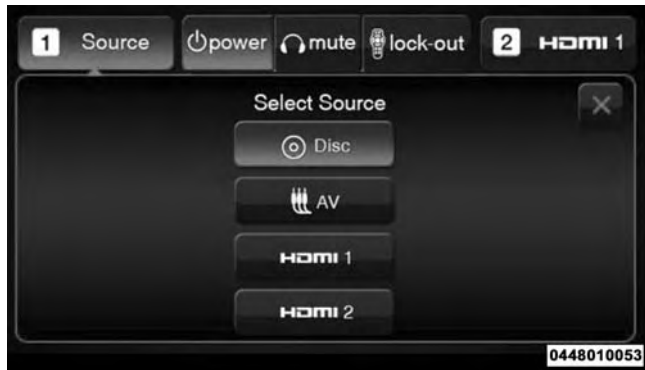 1 Source power mute lock-out 2 HDMI 1
Select Source
Disc
AV
HDMI 1
HDMI 2
0448010053